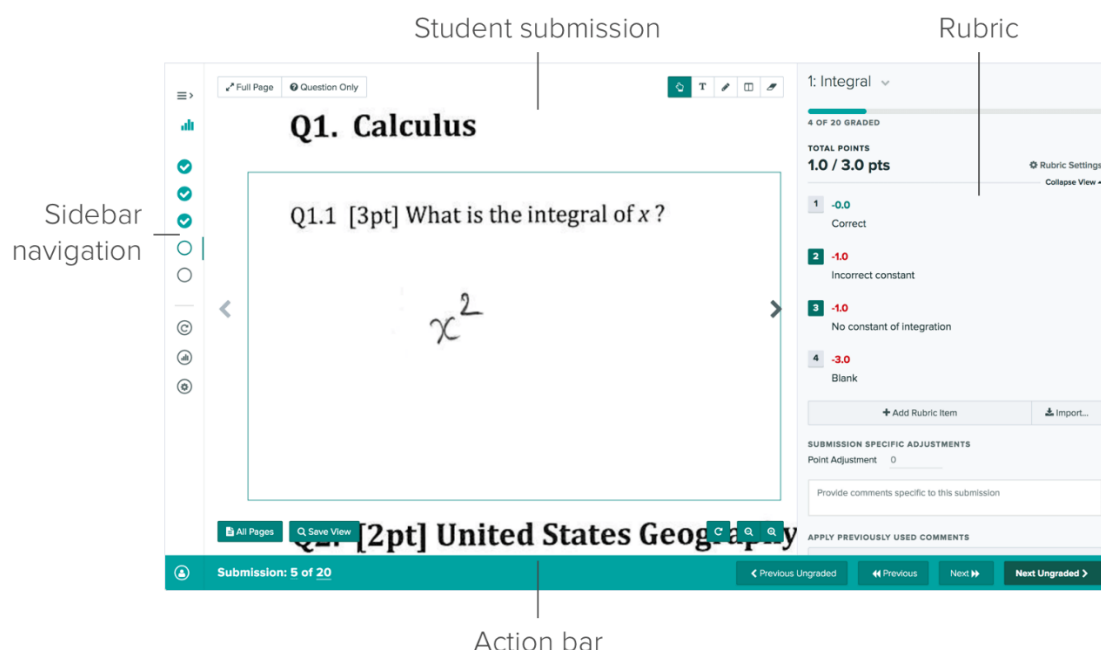 Student submission
Rubric
Sidebar
navigation
Full Page
Question Only
T
Q1. Calculus
Q1.1 [3pt] What is the integral of x ?
x²
All Pages
Save View
Q2. [2pt] United States Geography
1: Integral
4 OF 20 GRADED
TOTAL POINTS
1.0 / 3.0 pts
Rubric Settings
Collapse View
1 -0.0
Correct
2 -1.0
Incorrect constant
3 -1.0
No constant of integration
4 -3.0
Blank
+ Add Rubric Item
Import...
SUBMISSION SPECIFIC ADJUSTMENTS
Point Adjustment 0
Provide comments specific to this submission
APPLY PREVIOUSLY USED COMMENTS
Submission: 5 of 20
Previous Ungraded
Previous
Next
Next Ungraded
Action bar